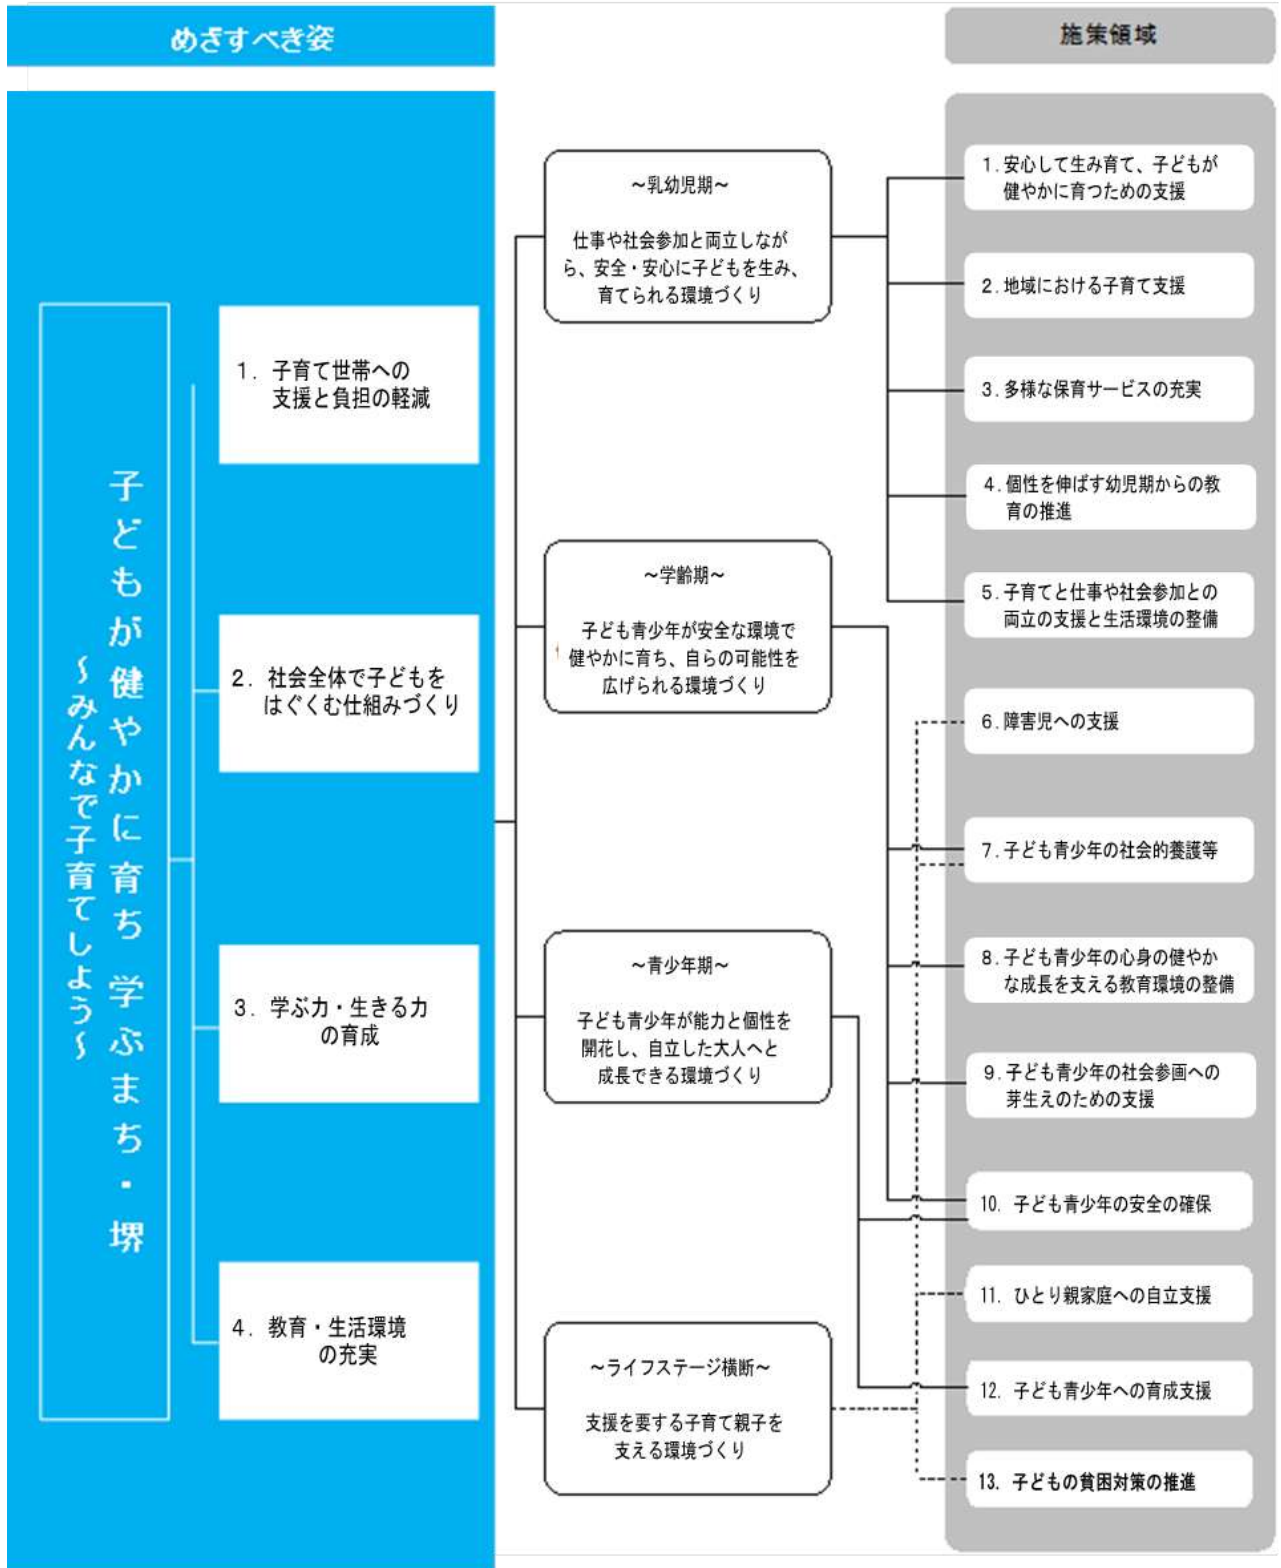 めざすべき姿
施策領域
子どもが健やかに育ち 学ぶまち・堺
～みんなで子育てしよう～
1. 子育て世帯への
支援と負担の軽減
2. 社会全体で子どもを
はぐくむ仕組みづくり
3. 学ぶ力・生きる力
の育成
4. 教育・生活環境
の充実
～乳幼児期～
仕事や社会参加と両立しなが
ら、安全・安心に子どもを生み、
育てられる環境づくり
～学齢期～
子ども青少年が安全な環境で
健やかに育ち、自らの可能性を
広げられる環境づくり
～青少年期～
子ども青少年が能力と個性を
開花し、自立した大人へと
成長できる環境づくり
～ライフステージ横断～
支援を要する子育て親子を
支える環境づくり
1. 安心して生み育て、子どもが
健やかに育つための支援
2. 地域における子育て支援
3. 多様な保育サービスの充実
4. 個性を伸ばす幼児期からの教
育の推進
5. 子育てと仕事や社会参加との
両立の支援と生活環境の整備
6. 障害児への支援
7. 子ども青少年の社会的養護等
8. 子ども青少年の心身の健やか
な成長を支える教育環境の整備
9. 子ども青少年の社会参画への
芽生えのための支援
10. 子ども青少年の安全の確保
11. ひとり親家庭への自立支援
12. 子ども青少年への育成支援
13. 子どもの貧困対策の推進